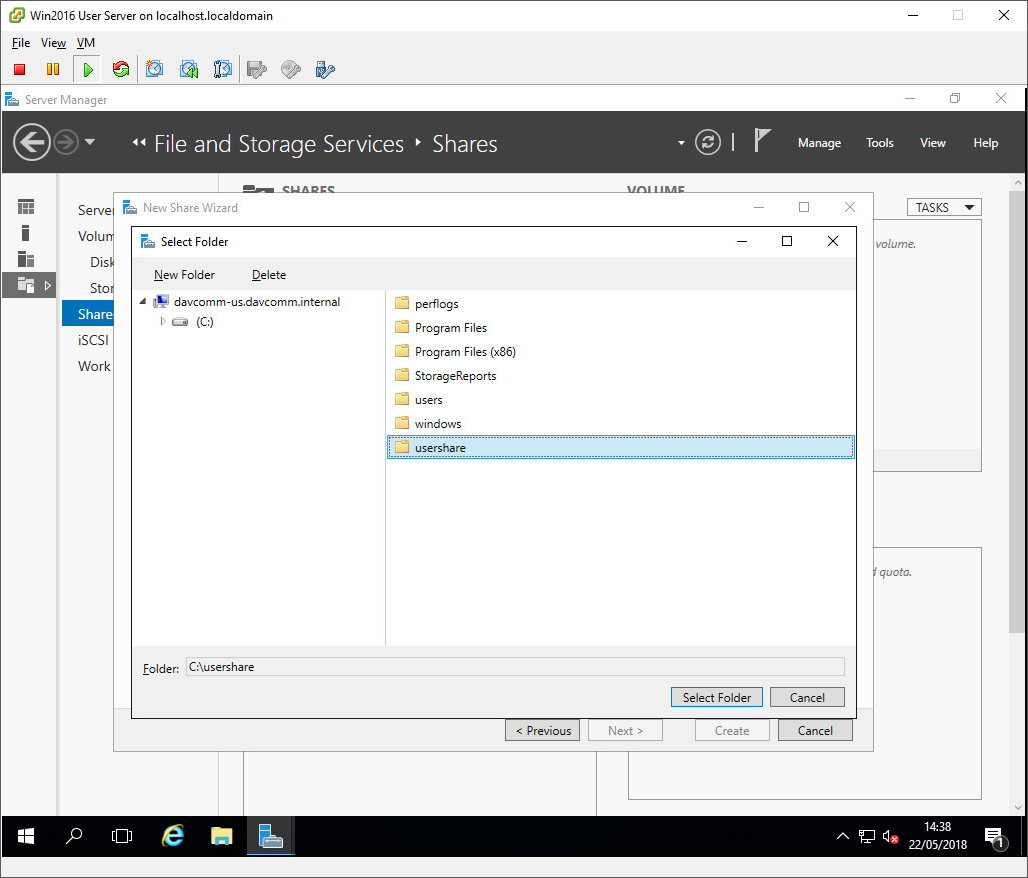 Win2016 User Server on localhost.localdomain
File View VM
Server Manager
File and Storage Services Shares
Manage Tools View Help
SHARES
VOLUME
TASKS
Server
Volum
Disk
Stor
Shares
iSCSI
Work
volume.
d quota.
New Share Wizard
Select Folder
New Folder Delete
davcomm-us.davcomm.internal
(C:)
perflogs
Program Files
Program Files (x86)
StorageReports
users
windows
usershare
Folder: C:\usershare
Select Folder Cancel
< Previous Next > Create Cancel
14:38
22/05/2018
1